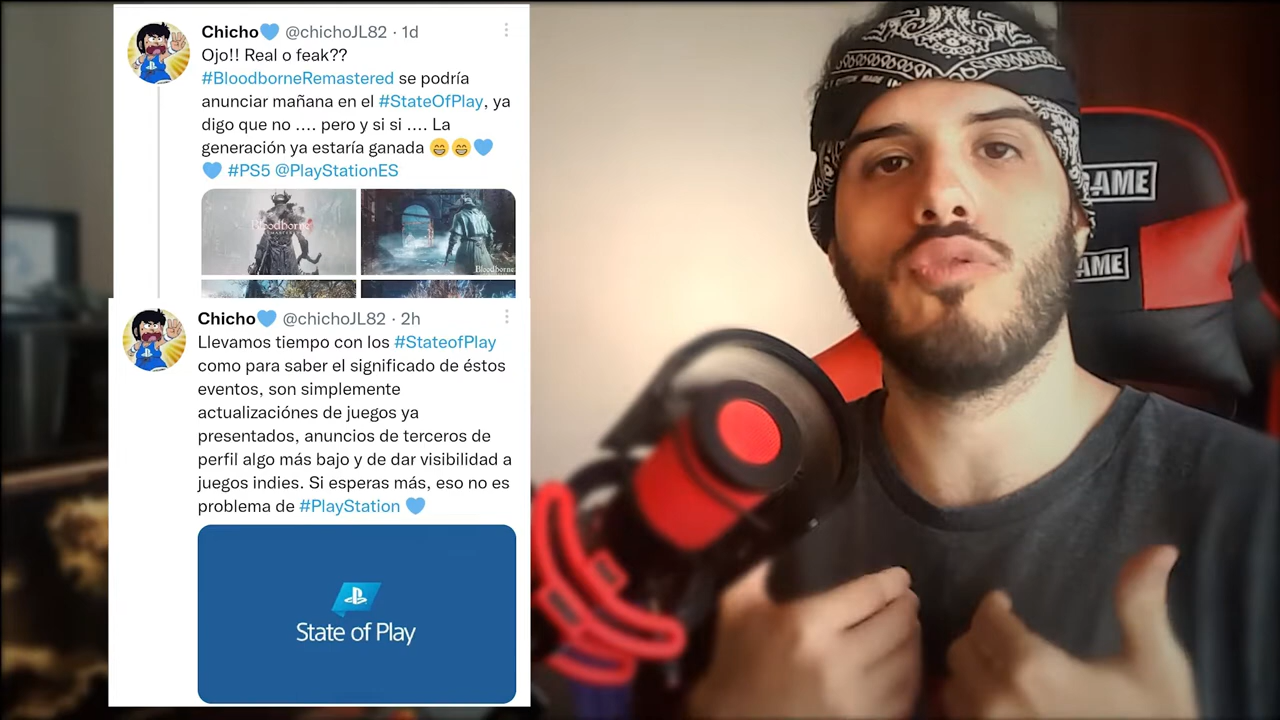 Chicho💙 @chichoJL82 · 1d
Ojo!! Real o feak??
#BloodborneRemastered se podría
anunciar mañana en el #StateOfPlay, ya
digo que no .... pero y si si .... La
generación ya estaría ganada 😁😁💙
💙 #PS5 @PlayStationES
Bloodborne
REMASTERED
Bloodborne
Chicho💙 @chichoJL82 · 2h
Llevamos tiempo con los #StateofPlay
como para saber el significado de éstos
eventos, son simplemente
actualizaciónes de juegos ya
presentados, anuncios de terceros de
perfil algo más bajo y de dar visibilidad a
juegos indies. Si esperas más, eso no es
problema de #PlayStation 💙
State of Play
GAME
GAME